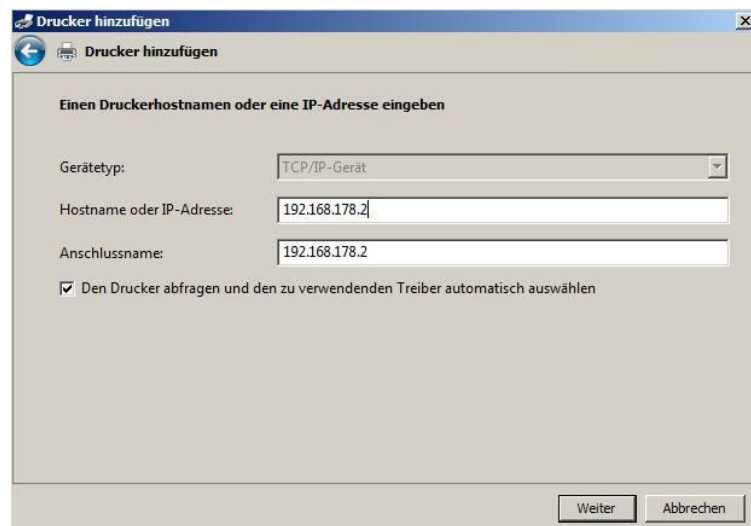 Drucker hinzufügen
Drucker hinzufügen
Einen Druckerhostnamen oder eine IP-Adresse eingeben
Gerätetyp: TCP/IP-Gerät
Hostname oder IP-Adresse: 192.168.178.2
Anschlussname: 192.168.178.2
Den Drucker abfragen und den zu verwendenden Treiber automatisch auswählen
Weiter Abbrechen